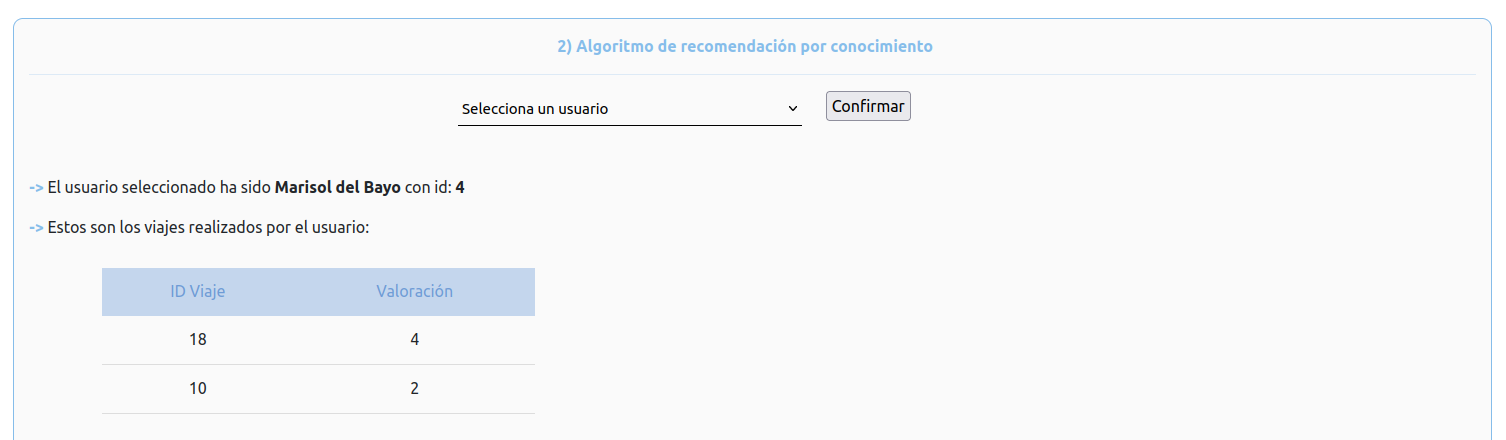 2) Algoritmo de recomendación por conocimiento
Selecciona un usuario
Confirmar
-> El usuario seleccionado ha sido Marisol del Bayo con id: 4
-> Estos son los viajes realizados por el usuario:
ID Viaje Valoración
18 4
10 2